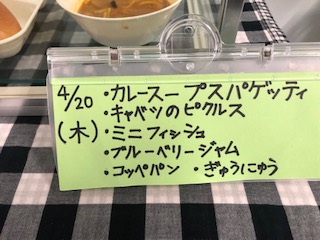 4/20 ・カレースープスパゲッティ
(木) ・キャベツのピクルス
・ミニフィッシュ
・ブルーベリージャム
・コッペパン ・ぎゅうにゅう